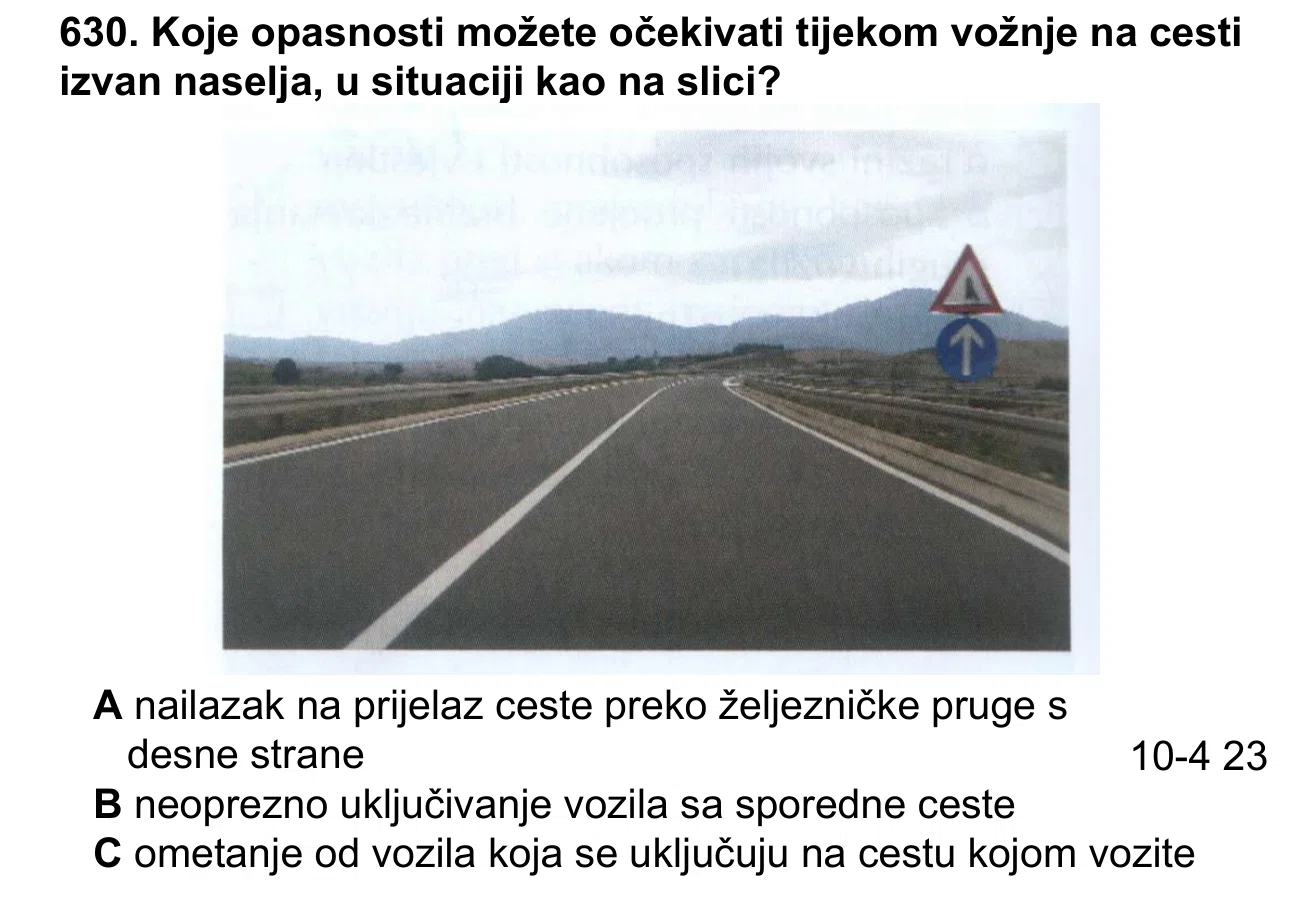 630. Koje opasnosti možete očekivati tijekom vožnje na cesti
izvan naselja, u situaciji kao na slici?
A nailazak na prijelaz ceste preko željezničke pruge s
desne strane
10-4 23
B neoprezno uključivanje vozila sa sporedne ceste
C ometanje od vozila koja se uključuju na cestu kojom vozite